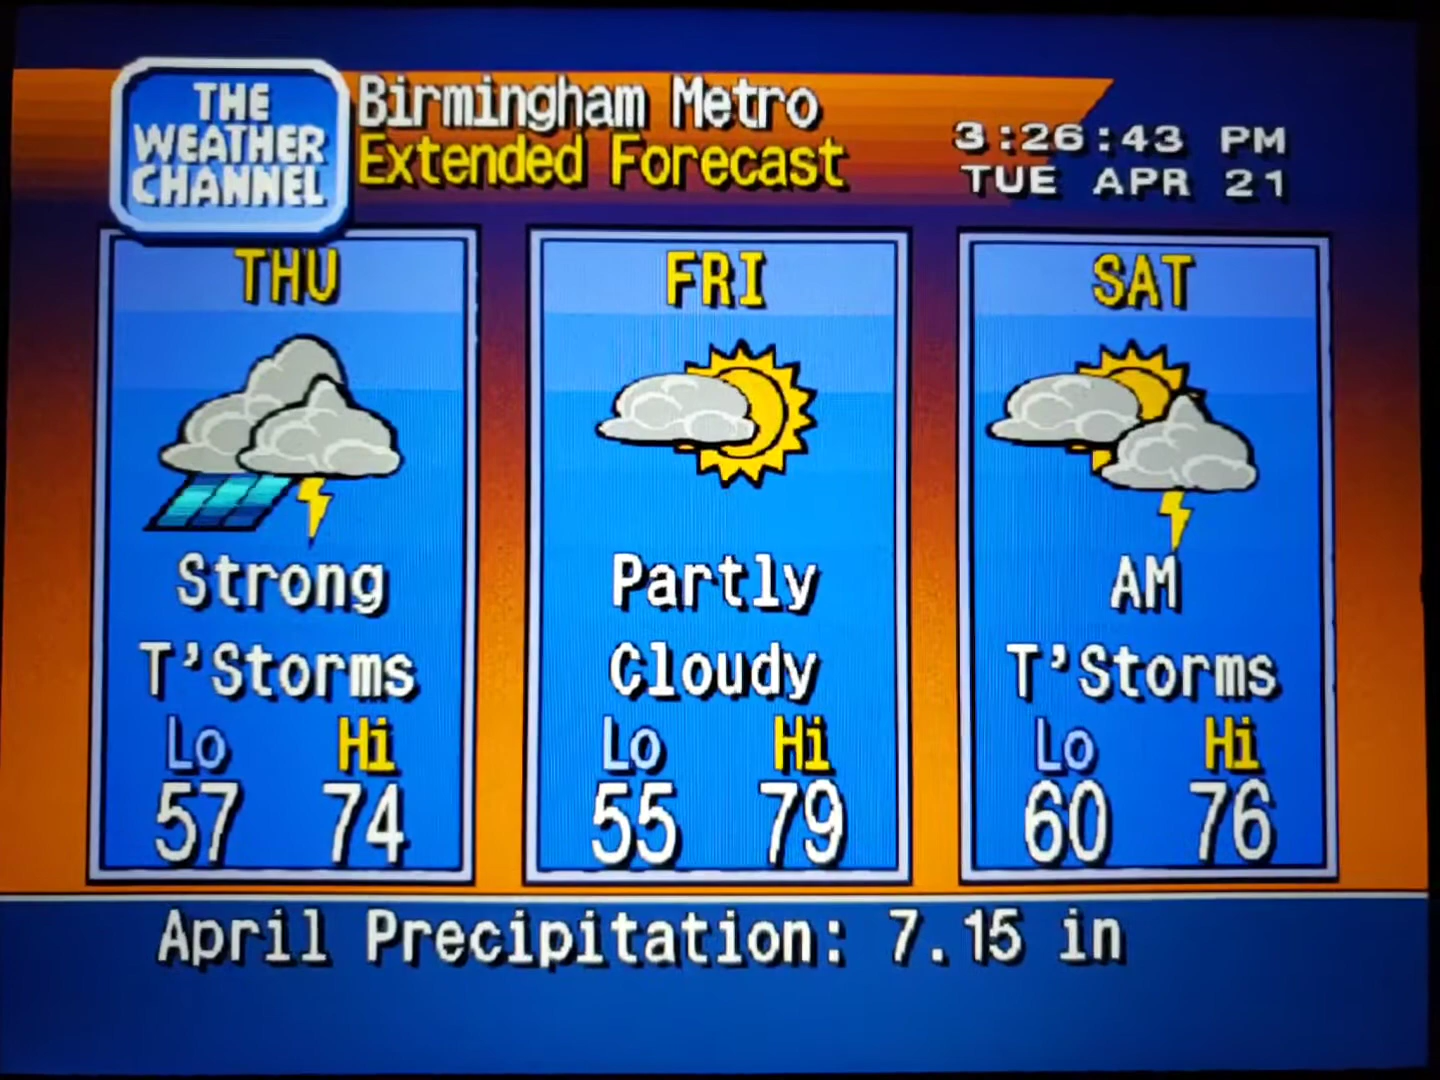 THE
WEATHER
CHANNEL
Birmingham Metro
Extended Forecast
3:26:43 PM
TUE APR 21
THU
Strong
T'Storms
Lo Hi
57 74
FRI
Partly
Cloudy
Lo Hi
55 79
SAT
AM
T'Storms
Lo Hi
60 76
April Precipitation: 7.15 in